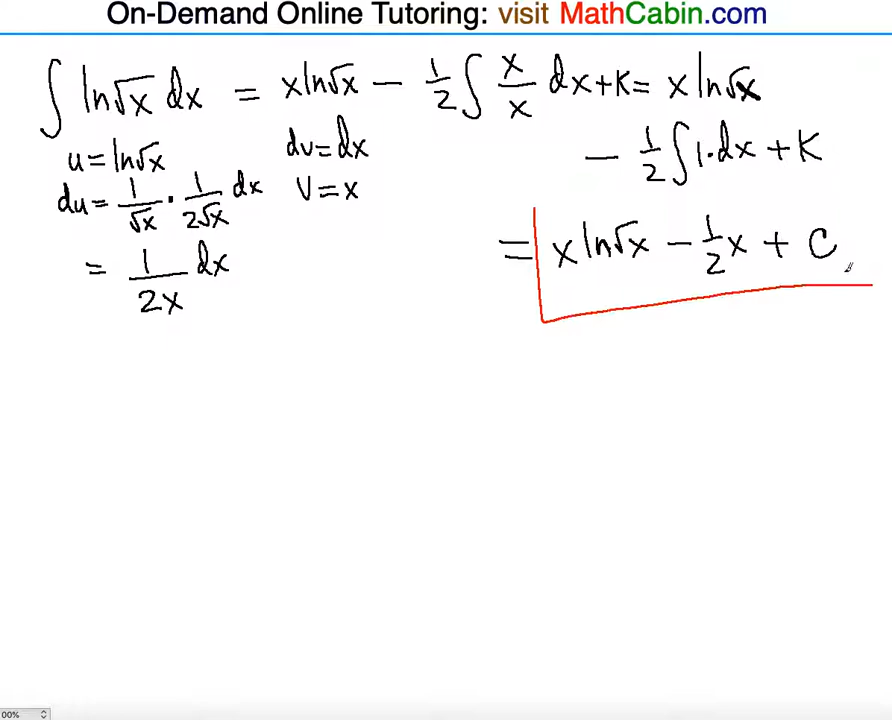 On-Demand Online Tutoring: visit MathCabin.com
∫ ln√x dx = x ln√x − 1/2 ∫ x/x dx + K = x ln√x
− 1/2 ∫ 1·dx + K
u = ln√x dv = dx
du = 1/√x · 1/2√x dx v = x
= 1/2x dx
= x ln√x − 1/2 x + C
00%